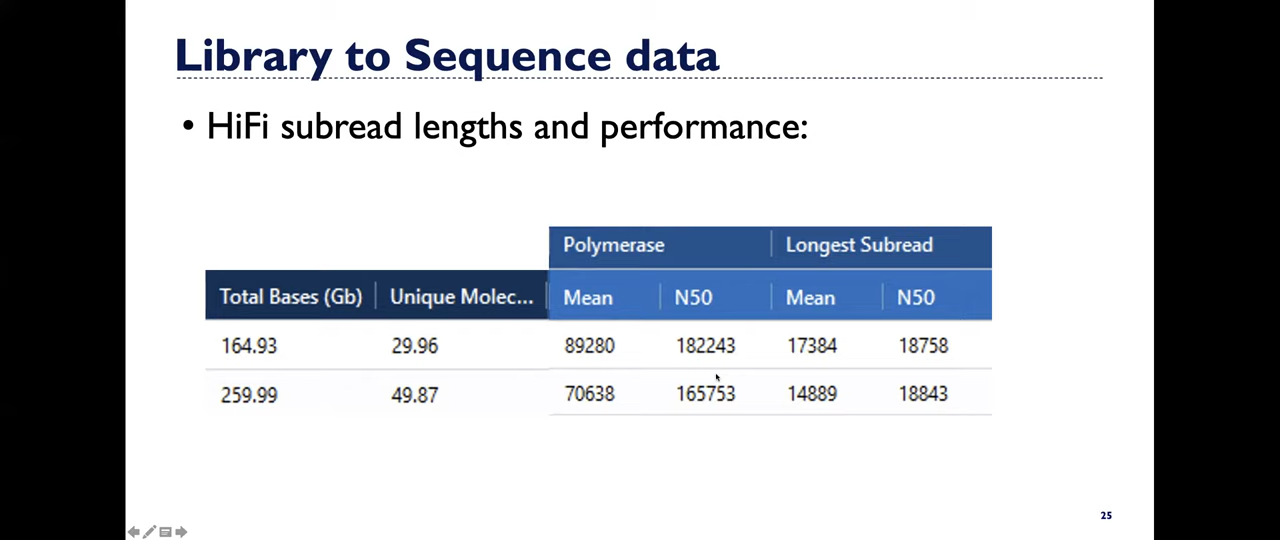 Library to Sequence data
• HiFi subread lengths and performance:
Polymerase Longest Subread
Total Bases (Gb) Unique Molec... Mean N50 Mean N50
164.93 29.96 89280 182243 17384 18758
259.99 49.87 70638 165753 14889 18843
25